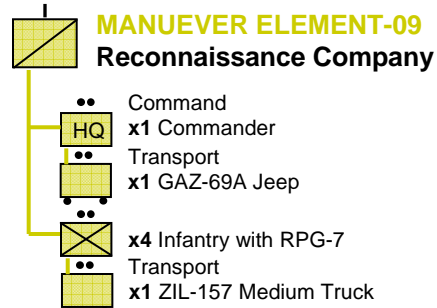 MANUEVER ELEMENT-09
Reconnaissance Company
Command
HQ
x1 Commander
Transport
x1 GAZ-69A Jeep
x4 Infantry with RPG-7
Transport
x1 ZIL-157 Medium Truck